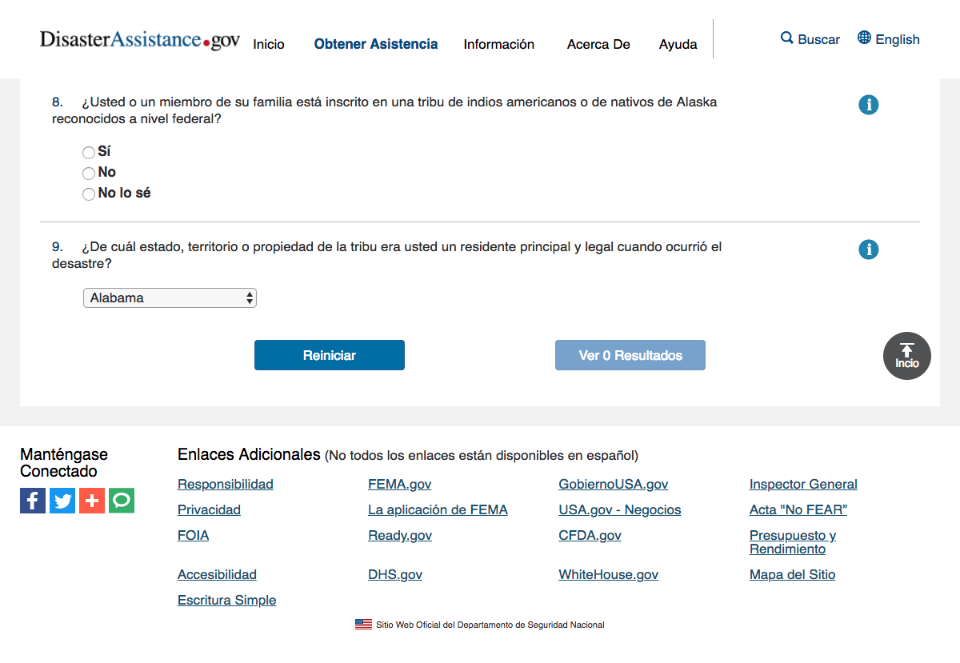 DisasterAssistance.gov
Inicio Obtener Asistencia Información Acerca De Ayuda
Buscar English
8. ¿Usted o un miembro de su familia está inscrito en una tribu de indios americanos o de nativos de Alaska
reconocidos a nivel federal?
Sí
No
No lo sé
9. ¿De cuál estado, territorio o propiedad de la tribu era usted un residente principal y legal cuando ocurrió el
desastre?
Alabama
Reiniciar Ver 0 Resultados
Incio
Manténgase
Conectado
Enlaces Adicionales (No todos los enlaces están disponibles en español)
Responsibilidad FEMA.gov GobiernoUSA.gov Inspector General
Privacidad La aplicación de FEMA USA.gov - Negocios Acta "No FEAR"
FOIA Ready.gov CFDA.gov Presupuesto y
Rendimiento
Accesibilidad DHS.gov WhiteHouse.gov Mapa del Sitio
Escritura Simple
Sitio Web Oficial del Departamento de Seguridad Nacional